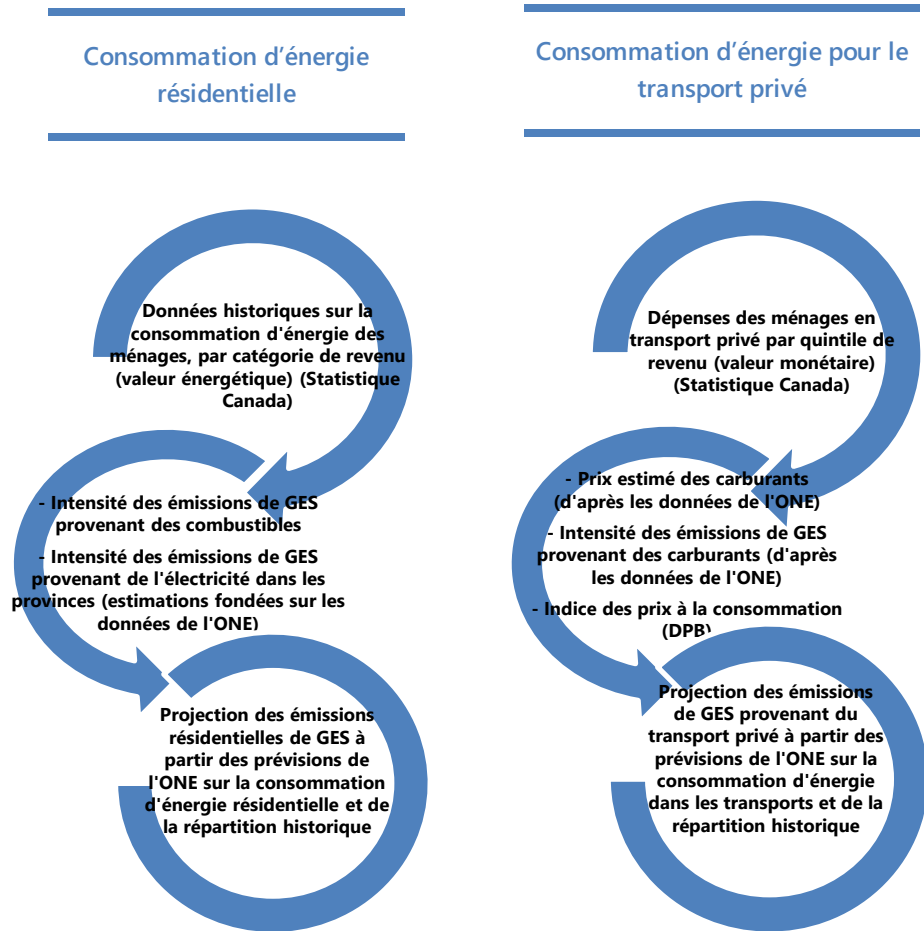 Consommation d'énergie
résidentielle
Données historiques sur la
consommation d'énergie des
ménages, par catégorie de revenu
(valeur énergétique) (Statistique
Canada)
- Intensité des émissions de GES
provenant des combustibles
- Intensité des émissions de GES
provenant de l'électricité dans les
provinces (estimations fondées sur les
données de l'ONE)
Projection des émissions
résidentielles de GES à
partir des prévisions de
l'ONE sur la consommation
d'énergie résidentielle et de
la répartition historique
Consommation d'énergie pour le
transport privé
Dépenses des ménages en
transport privé par quintile de
revenu (valeur monétaire)
(Statistique Canada)
- Prix estimé des carburants
(d'après les données de l'ONE)
- Intensité des émissions de GES
provenant des carburants (d'après
les données de l'ONE)
- Indice des prix à la consommation
(DPB)
Projection des émissions
de GES provenant du
transport privé à partir des
prévisions de l'ONE sur la
consommation d'énergie
dans les transports et de la
répartition historique